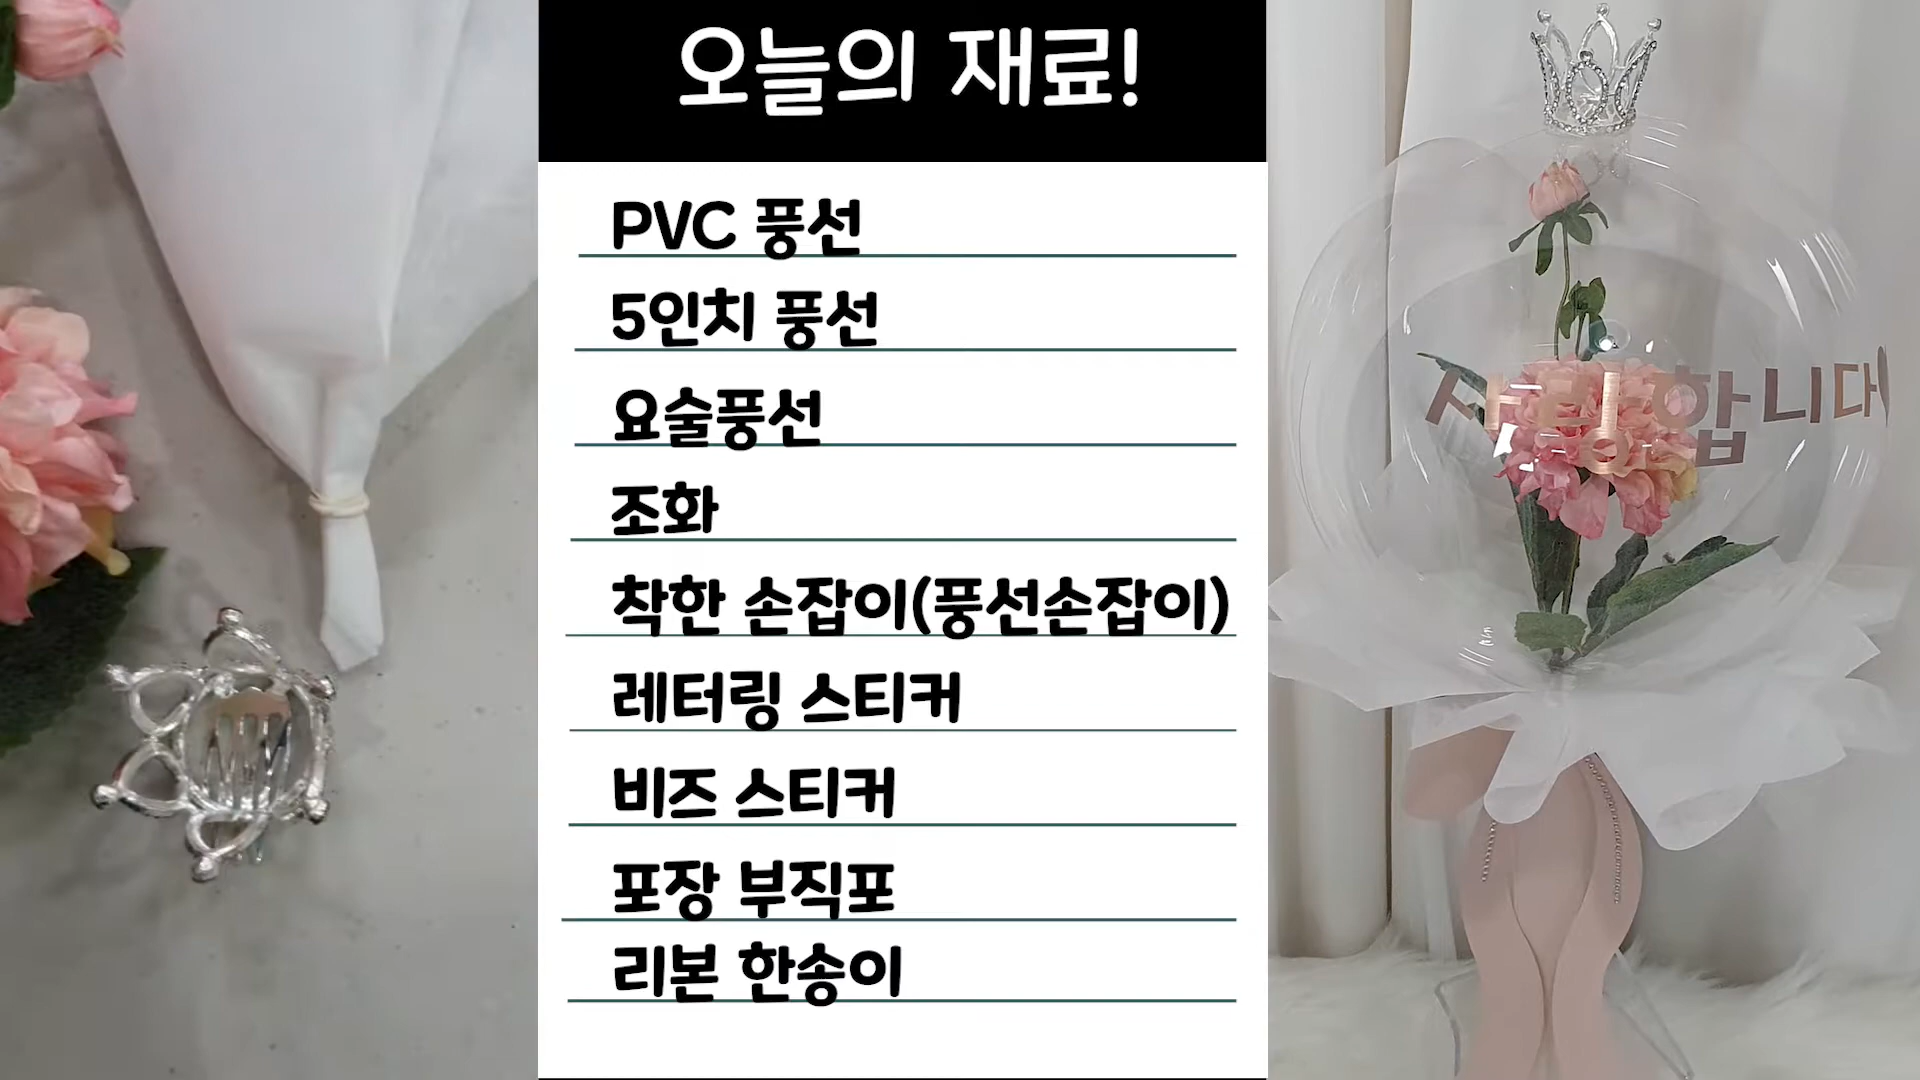 오늘의 재료!
PVC 풍선
5인치 풍선
요술풍선
조화
착한 손잡이(풍선손잡이)
레터링 스티커
비즈 스티커
포장 부직포
리본 한송이
사랑합니다